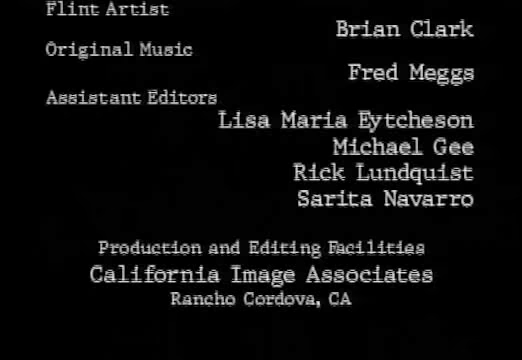 Flint Artist
Brian Clark
Original Music
Fred Meggs
Assistant Editors
Lisa Maria Eytcheson
Michael Gee
Rick Lundquist
Sarita Navarro
Production and Editing Facilities
California Image Associates
Rancho Cordova, CA